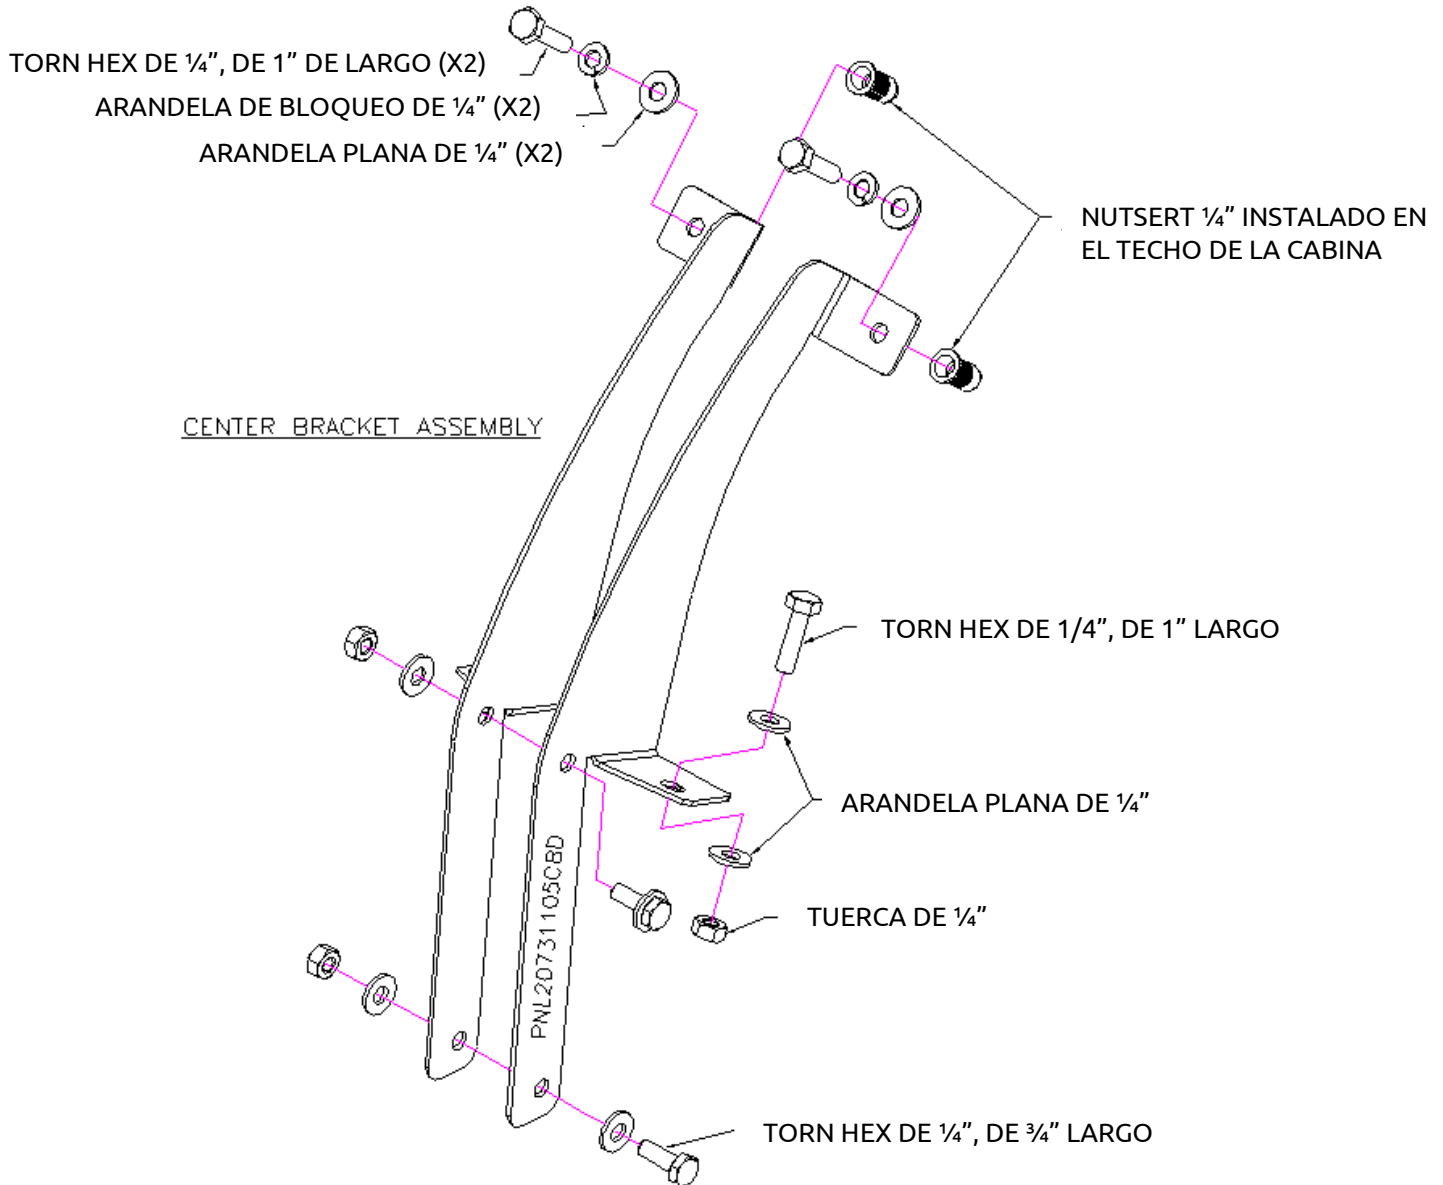 TORN HEX DE ¼”, DE 1” DE LARGO (X2)
ARANDELA DE BLOQUEO DE ¼” (X2)
ARANDELA PLANA DE ¼” (X2)
NUTSERT ¼” INSTALADO EN
EL TECHO DE LA CABINA
CENTER BRACKET ASSEMBLY
TORN HEX DE 1/4”, DE 1” LARGO
ARANDELA PLANA DE ¼”
PNL20731105CBD
TUERCA DE ¼”
TORN HEX DE ¼”, DE ¾” LARGO